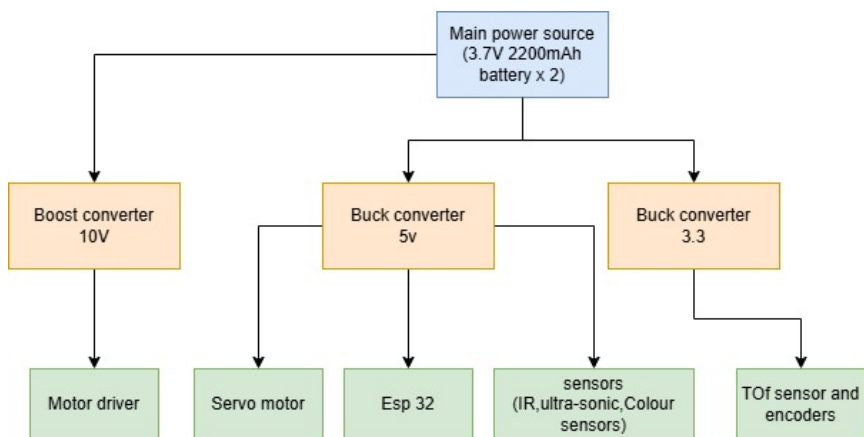 Main power source
(3.7V 2200mAh
battery x 2)
Boost converter
10V
Buck converter
5v
Buck converter
3.3
Motor driver
Servo motor
Esp 32
sensors
(IR,ultra-sonic,Colour
sensors)
TOf sensor and
encoders